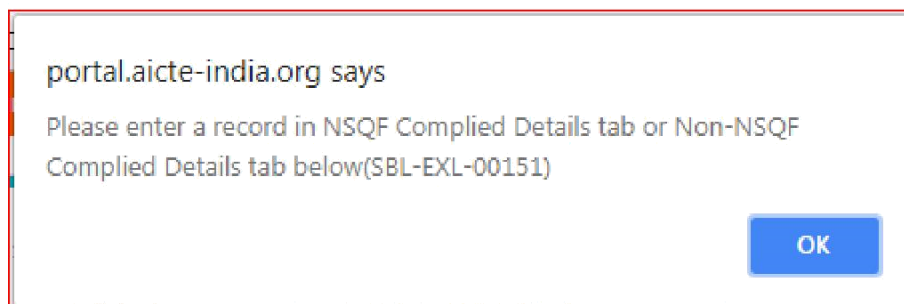 portal.aicte-india.org says
Please enter a record in NSQF Complied Details tab or Non-NSQF
Complied Details tab below(SBL-EXL-00151)
OK